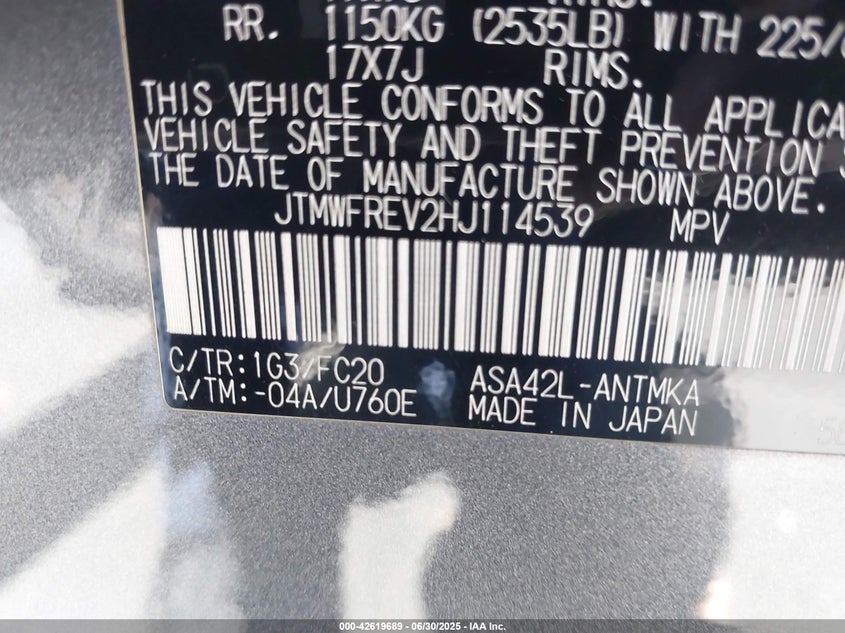 RR. 1150KG (2535LB) WITH 225/
17X7J RIMS.
THIS VEHICLE CONFORMS TO ALL
VEHICLE SAFETY AND THEFT PREVENTION
THE DATE OF MANUFACTURE SHOWN ABOVE.
JTMWFREV2HJ114539 MPV
C/TR:1G3/FC20 ASA42L-ANTMKA
A/TM:-04A/U760E MADE IN JAPAN
000-42619689 - 06/30/2025 - IAA Inc.